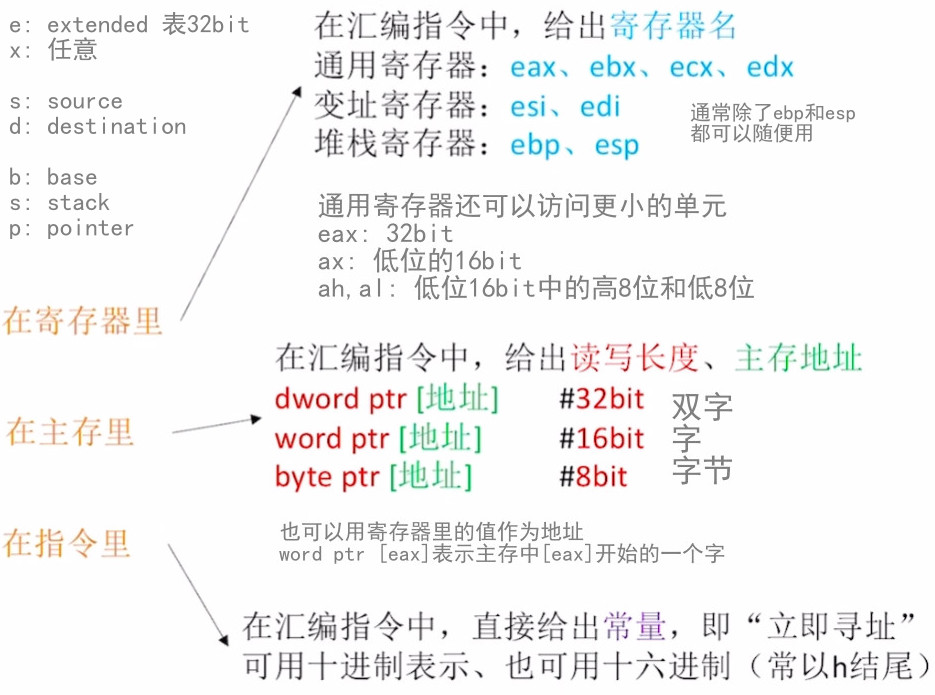 e: extended 表32bit
x: 任意
s: source
d: destination
b: base
s: stack
p: pointer
在寄存器里
在汇编指令中，给出寄存器名
通用寄存器：eax、ebx、ecx、edx
变址寄存器：esi、edi
堆栈寄存器：ebp、esp
通常除了ebp和esp
都可以随便用
通用寄存器还可以访问更小的单元
eax: 32bit
ax: 低位的16bit
ah,al: 低位16bit中的高8位和低8位
在主存里
在汇编指令中，给出读写长度、主存地址
dword ptr [地址] #32bit 双字
word ptr [地址] #16bit 字
byte ptr [地址] #8bit 字节
也可以用寄存器里的值作为地址
word ptr [eax]表示主存中[eax]开始的一个字
在指令里
在汇编指令中，直接给出常量，即“立即寻址”
可用十进制表示、也可用十六进制（常以h结尾）